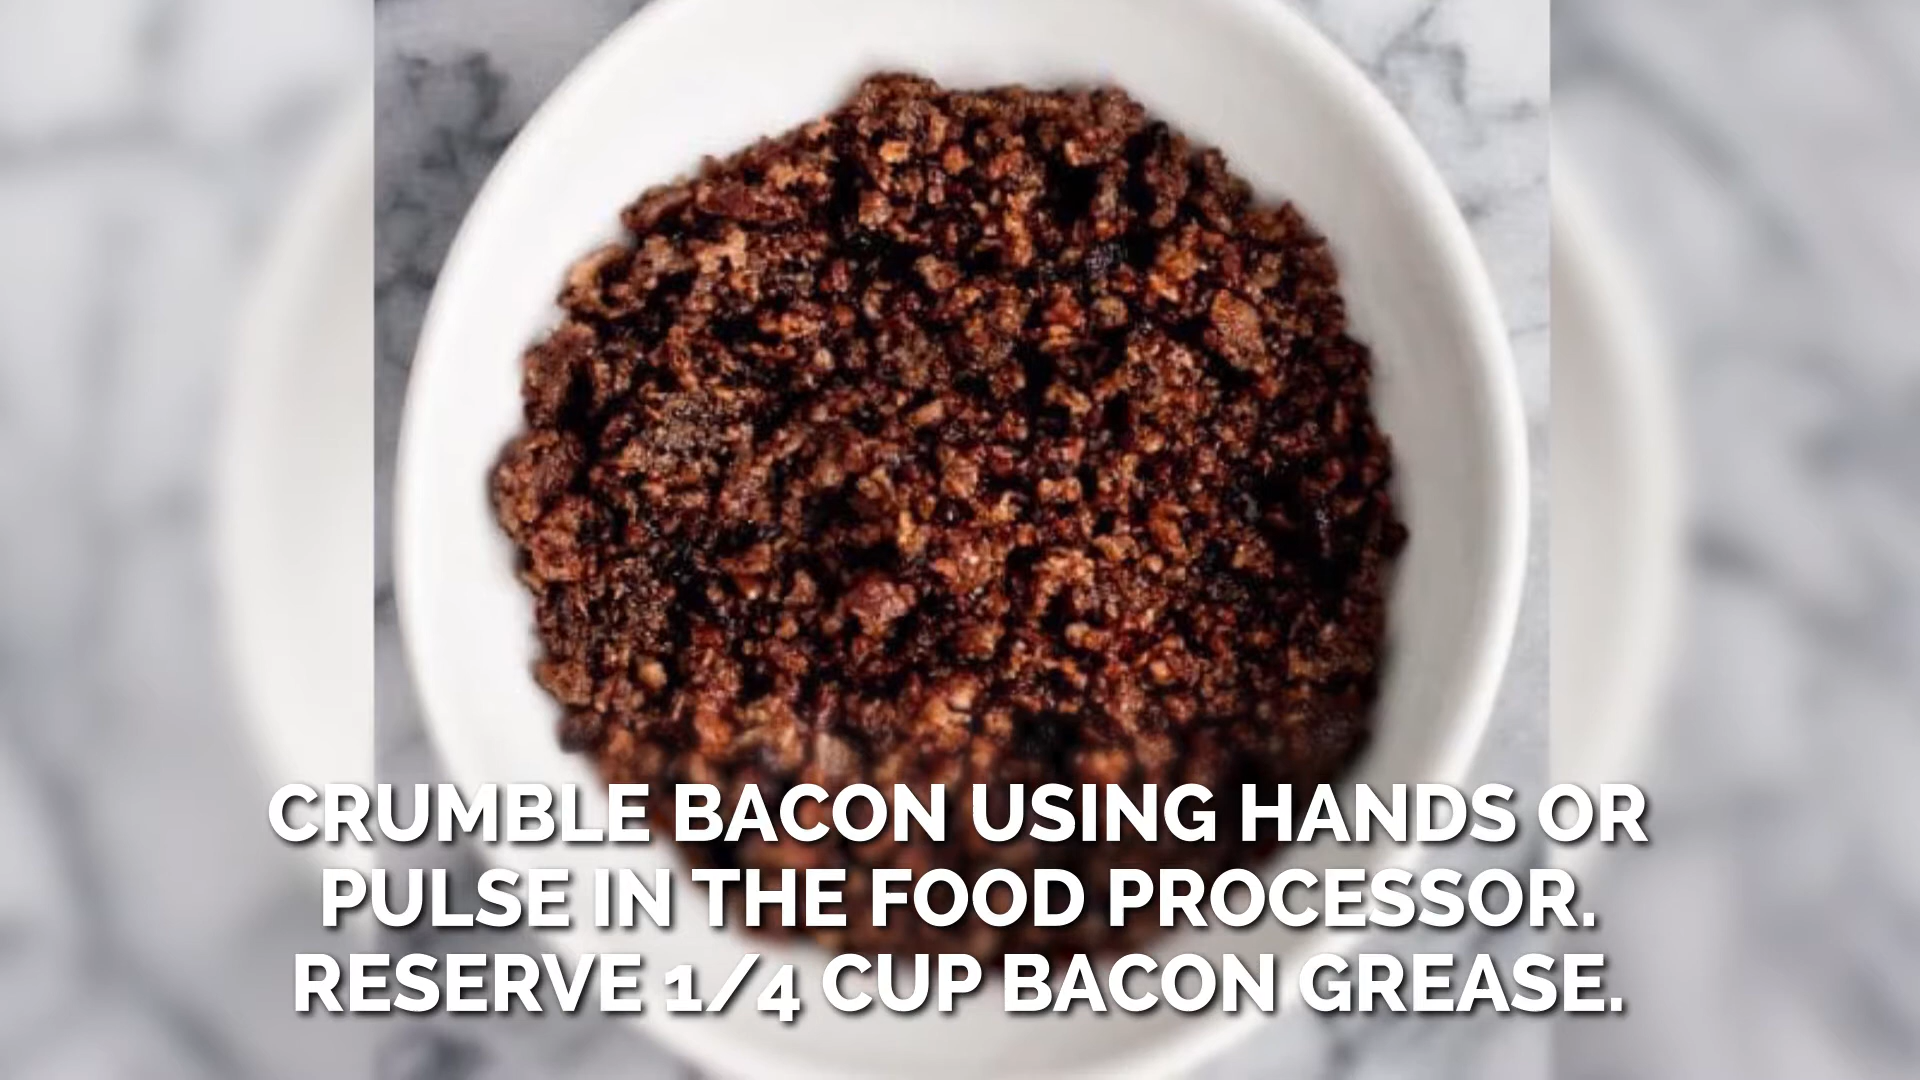 CRUMBLE BACON USING HANDS OR
PULSE IN THE FOOD PROCESSOR.
RESERVE 1/4 CUP BACON GREASE.